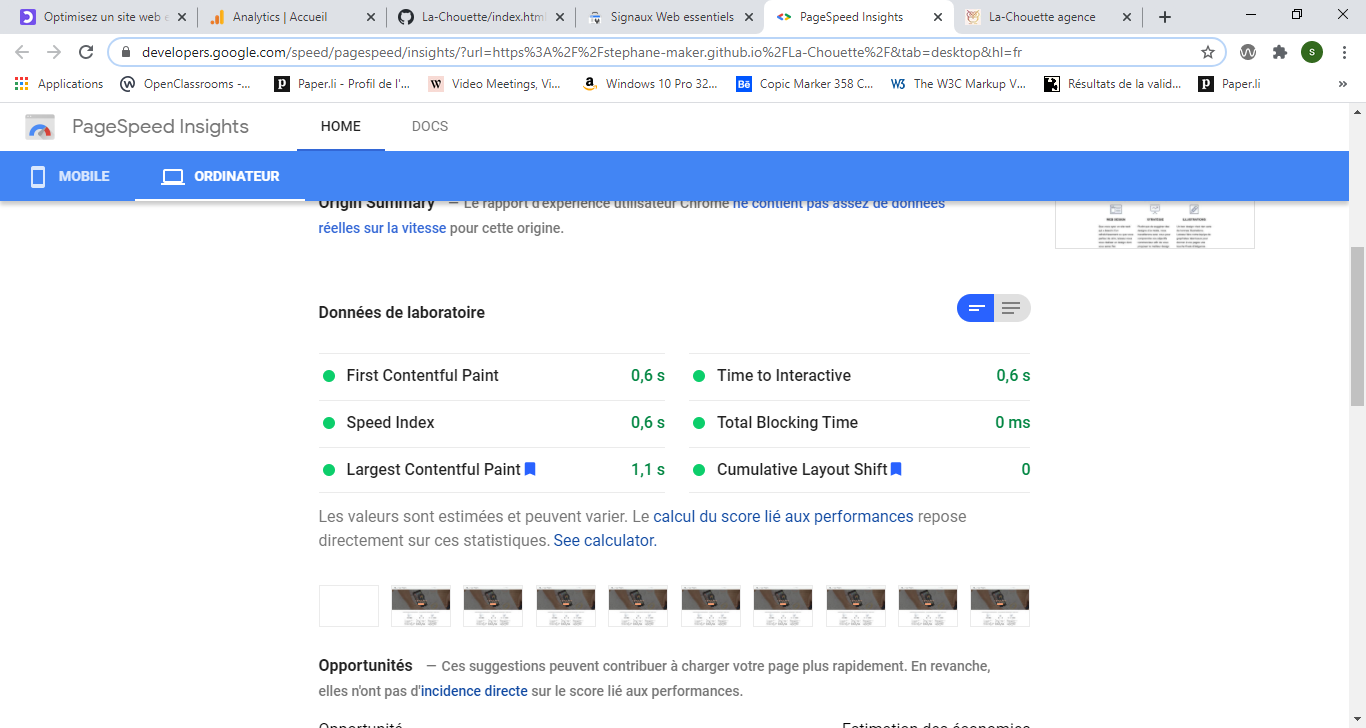 Optimisez un site web e
Analytics | Accueil
La-Chouette/index.html
Signaux Web essentiels
PageSpeed Insights
La-Chouette agence
developers.google.com/speed/pagespeed/insights/?url=https%3A%2F%2Fstephane-maker.github.io%2FLa-Chouette%2F&tab=desktop&hl=fr
S
Applications
OpenClassrooms -...
Paper.li - Profil de l'...
Video Meetings, Vi...
Windows 10 Pro 32...
Copic Marker 358 C...
The W3C Markup V...
Résultats de la valid...
Paper.li
»
PageSpeed Insights
HOME
DOCS
MOBILE
ORDINATEUR
Origin Summary — Le rapport d'expérience utilisateur Chrome ne contient pas assez de données
réelles sur la vitesse pour cette origine.
WEB DESIGN
STRATÉGIE
ILLUSTRATIONS
Données de laboratoire
First Contentful Paint 0,6 s
Time to Interactive 0,6 s
Speed Index 0,6 s
Total Blocking Time 0 ms
Largest Contentful Paint 1,1 s
Cumulative Layout Shift 0
Les valeurs sont estimées et peuvent varier. Le calcul du score lié aux performances repose
directement sur ces statistiques. See calculator.
Opportunités — Ces suggestions peuvent contribuer à charger votre page plus rapidement. En revanche,
elles n'ont pas d'incidence directe sur le score lié aux performances.
Opportunité
Estimation des économies